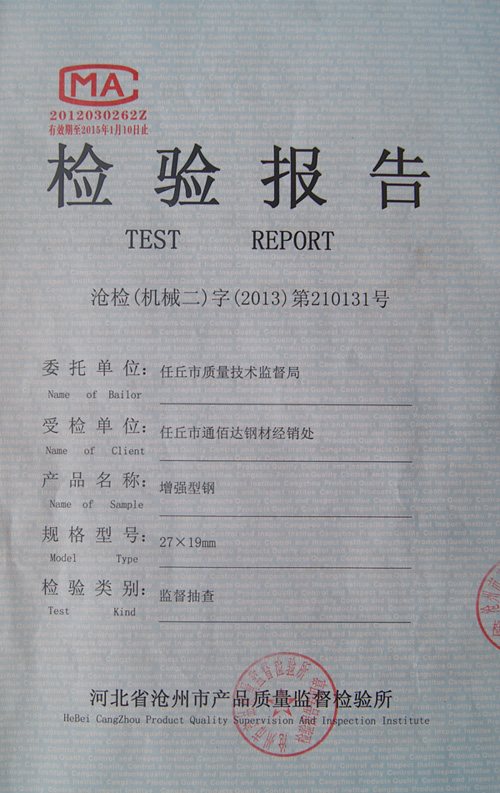 CMA
2012030262Z
有效期至2015年1月10日止
检验报告
TEST REPORT
沧检(机械二)字(2013)第210131号
委托单位: 任丘市质量技术监督局
Name of Bailor
受检单位: 任丘市通佰达钢材经销处
Name of Client
产品名称: 增强型钢
Name of Sample
规格型号: 27×19mm
Model Type
检验类别: 监督抽查
Test Kind
河北省沧州市产品质量监督检验所
HeBei CangZhou Product Quality Supervision And Inspection Institute